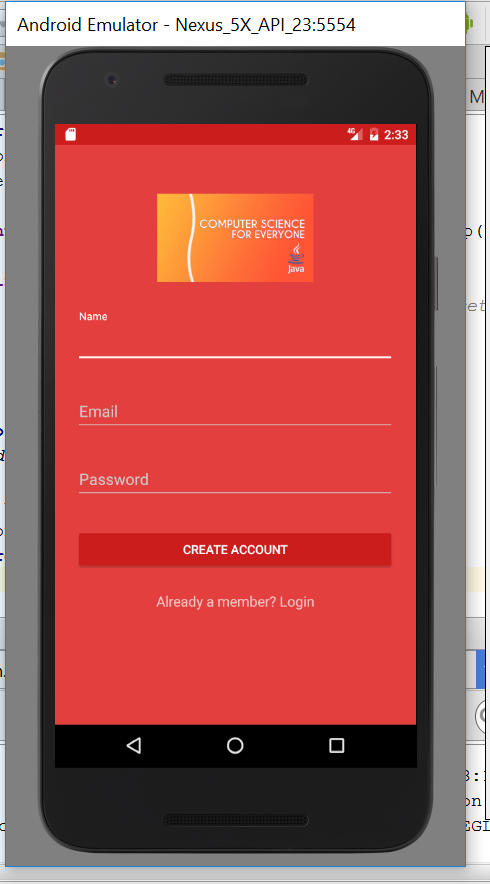 Android Emulator - Nexus_5X_API_23:5554
4G
2:33
COMPUTER SCIENCE
FOR EVERYONE
Java
Name
Email
Password
CREATE ACCOUNT
Already a member? Login